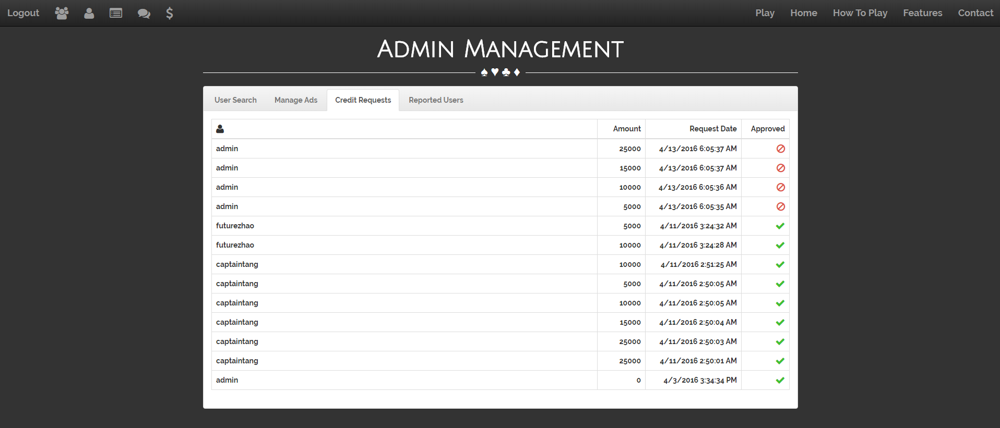 Logout Play Home How To Play Features Contact
Admin Management
♠ ♥ ♣ ♦
User Search Manage Ads Credit Requests Reported Users
Amount Request Date Approved
admin 25000 4/13/2016 6:05:37 AM
admin 15000 4/13/2016 6:05:37 AM
admin 10000 4/13/2016 6:05:36 AM
admin 5000 4/13/2016 6:05:35 AM
futurezhao 5000 4/11/2016 3:24:32 AM
futurezhao 10000 4/11/2016 3:24:28 AM
captaintang 10000 4/11/2016 2:51:25 AM
captaintang 5000 4/11/2016 2:50:05 AM
captaintang 10000 4/11/2016 2:50:05 AM
captaintang 15000 4/11/2016 2:50:04 AM
captaintang 25000 4/11/2016 2:50:03 AM
captaintang 25000 4/11/2016 2:50:01 AM
admin 0 4/3/2016 3:34:34 PM